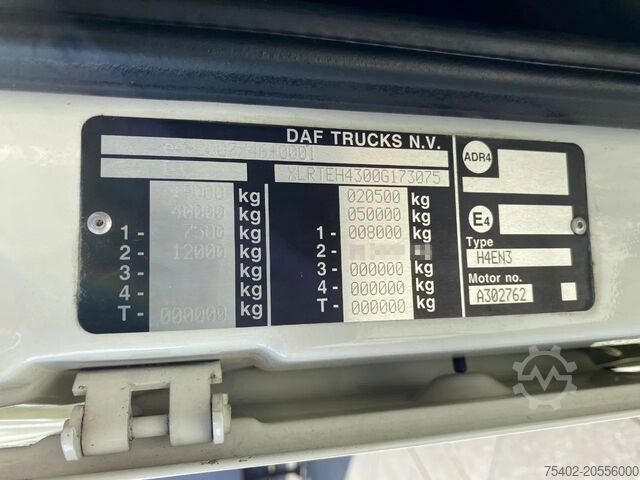 DAF TRUCKS N.V.
XLRTEH4300G173075
ADR4
40000 kg 050000 kg
020500 kg
1- 7500 kg 1- 008000 kg
2- 12000 kg 2- kg
3- kg 3- 000000 kg
4- kg 4- 000000 kg
T- 000000 kg T- 000000 kg
E4
Type
H4EN3
Motor no.
A302762
75402-20556000